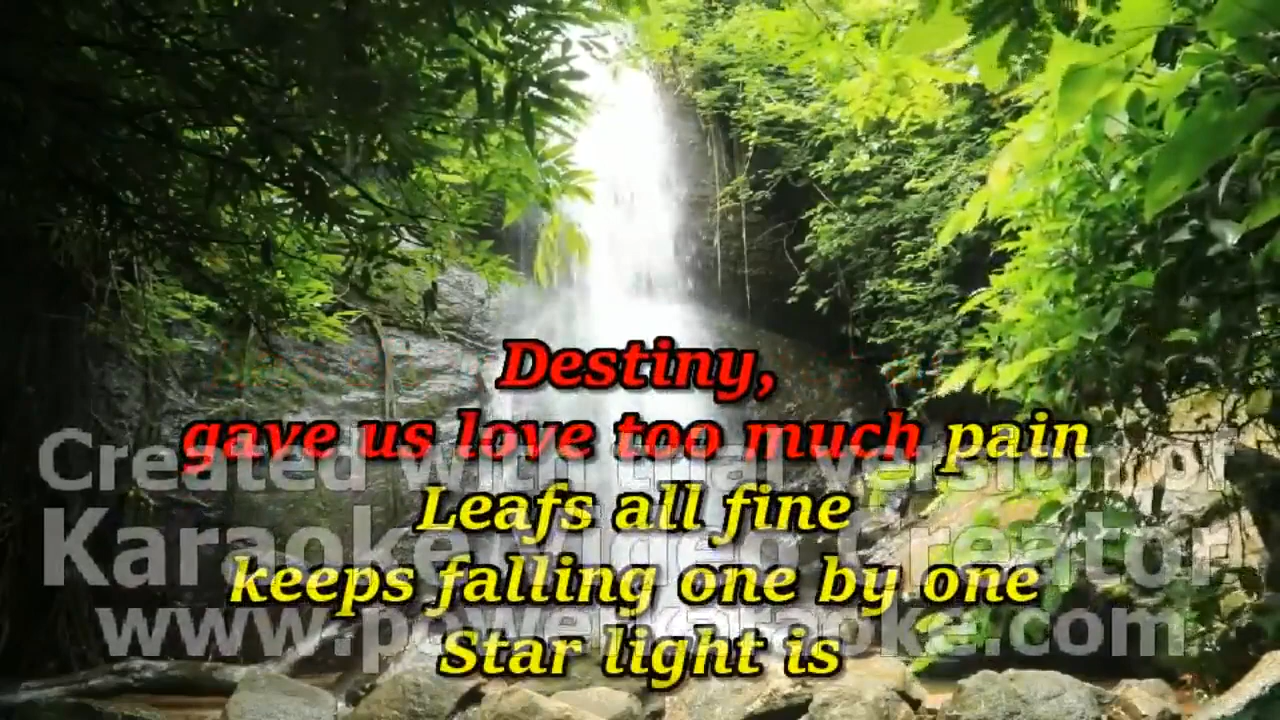 Destiny,
gave us love too much pain
Created with trial version of
Leafs all fine
Karaoke Video Creator
keeps falling one by one
www.powerkaraoke.com
Star light is